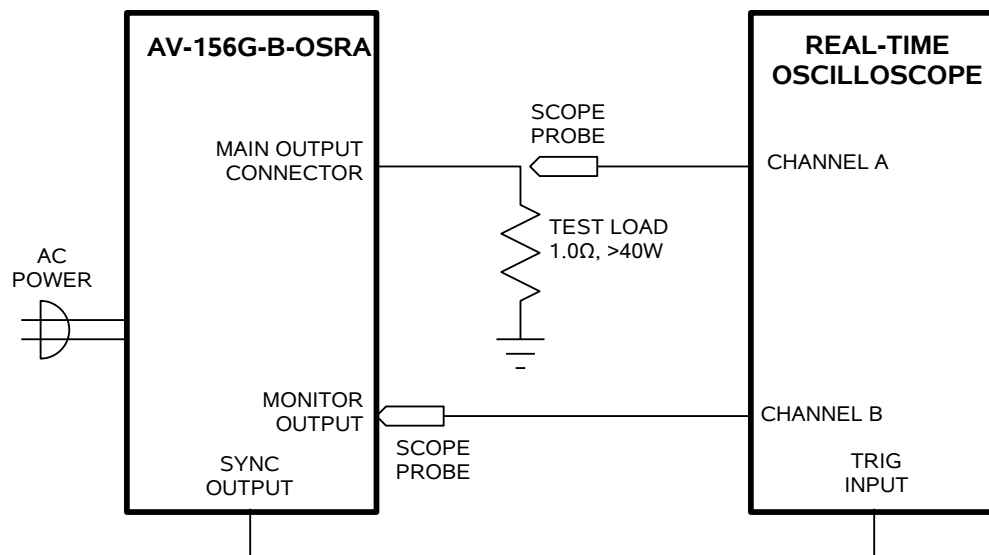 AV-156G-B-OSRA
REAL-TIME
OSCILLOSCOPE
SCOPE
PROBE
MAIN OUTPUT
CONNECTOR
CHANNEL A
TEST LOAD
1.0Ω, >40W
AC
POWER
MONITOR
OUTPUT
CHANNEL B
SCOPE
PROBE
SYNC
OUTPUT
TRIG
INPUT